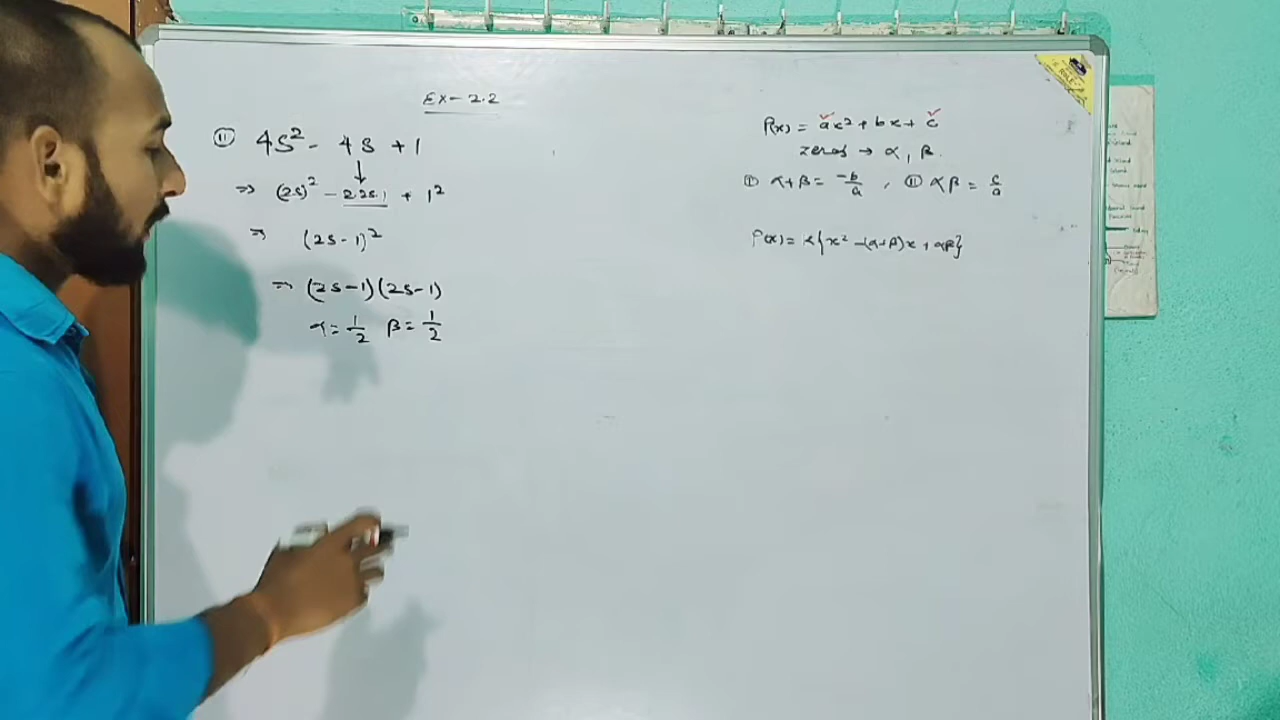 Ex - 2.2
(ii) 4s² - 4s + 1
⇒ (2s)² - 2.2s.1 + 1²
⇒ (2s-1)²
⇒ (2s-1)(2s-1)
α = 1/2 β = 1/2
P(x) = ax² + bx + c
zeros → α, β.
(i) α+β = -b/a , (ii) αβ = c/a
P(x) = k{x² -(α+β)x + αβ}